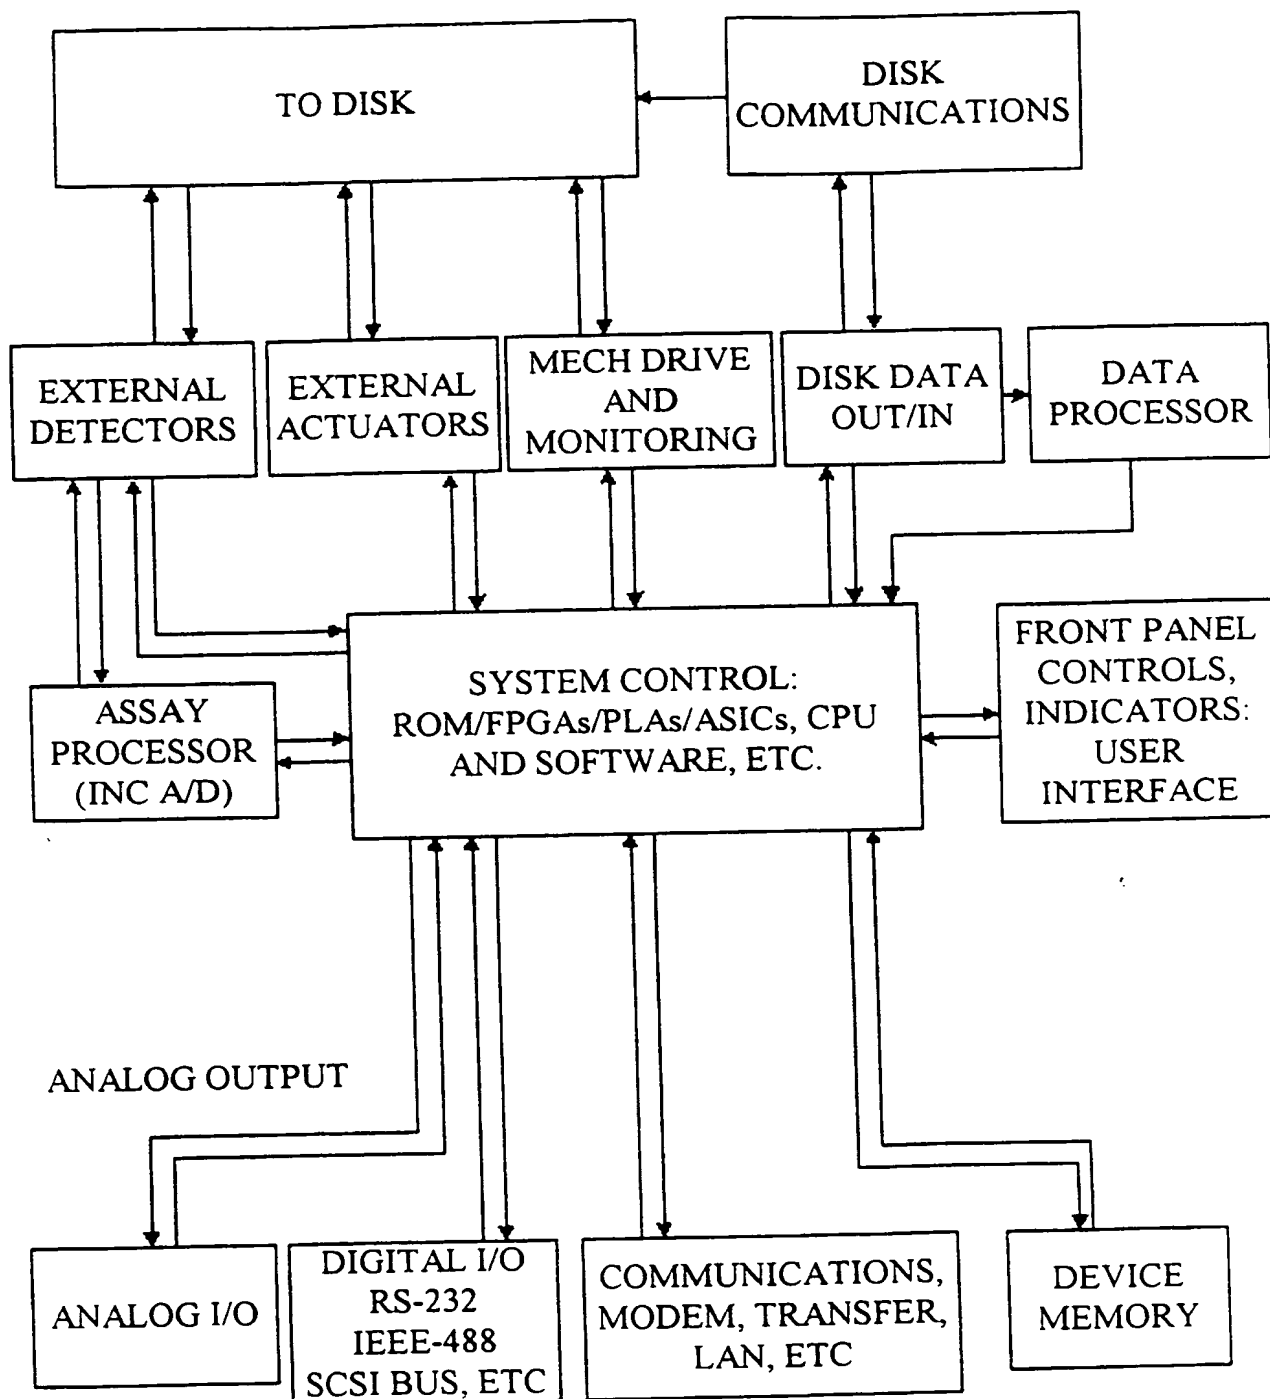 TO DISK
DISK
COMMUNICATIONS
EXTERNAL
DETECTORS
EXTERNAL
ACTUATORS
MECH DRIVE
AND
MONITORING
DISK DATA
OUT/IN
DATA
PROCESSOR
ASSAY
PROCESSOR
(INC A/D)
SYSTEM CONTROL:
ROM/FPGAs/PLAs/ASICs, CPU
AND SOFTWARE, ETC.
FRONT PANEL
CONTROLS,
INDICATORS:
USER
INTERFACE
ANALOG OUTPUT
ANALOG I/O
DIGITAL I/O
RS-232
IEEE-488
SCSI BUS, ETC
COMMUNICATIONS,
MODEM, TRANSFER,
LAN, ETC
DEVICE
MEMORY